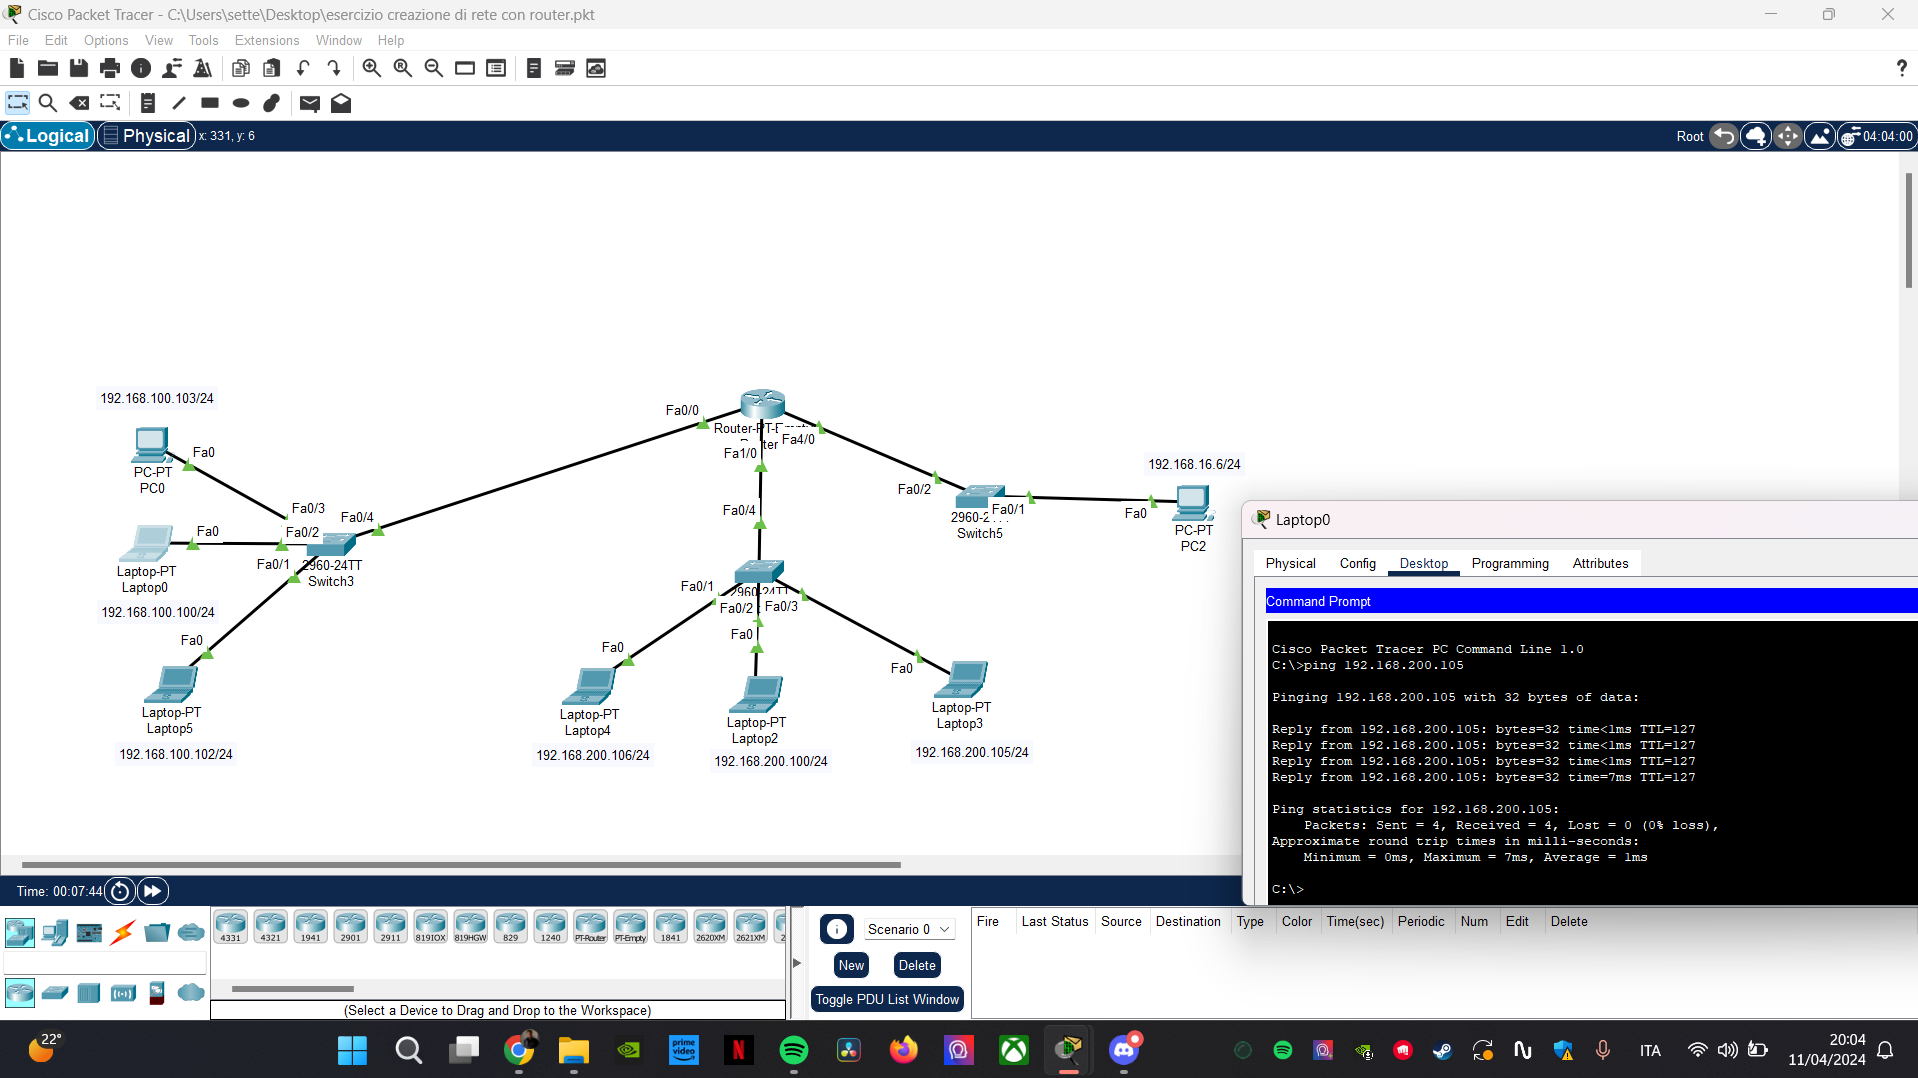 Cisco Packet Tracer - C:\Users\sette\Desktop\esercizio creazione di rete con router.pkt
File Edit Options View Tools Extensions Window Help
Logical Physical x: 331, y: 6 Root 04:04:00
192.168.100.103/24
Fa0
PC-PT
PC0
Fa0/3
Fa0/4
Fa0
Fa0/2
Fa0/1
2960-24TT
Switch3
Laptop-PT
Laptop0
192.168.100.100/24
Fa0
Laptop-PT
Laptop5
192.168.100.102/24
Fa0/0
Router-PT-Empty
Fa4/0
Fa1/0
Fa0/4
Fa0/1
2960-24TT
Fa0/2
Fa0/3
Fa0
Fa0
Fa0
Laptop-PT
Laptop4
192.168.200.106/24
Laptop-PT
Laptop2
192.168.200.100/24
Laptop-PT
Laptop3
192.168.200.105/24
Fa0/2
Fa0/1
Switch5
192.168.16.6/24
Fa0
PC-PT
PC2
Laptop0
Physical Config Desktop Programming Attributes
Command Prompt
Cisco Packet Tracer PC Command Line 1.0
C:\>ping 192.168.200.105
Pinging 192.168.200.105 with 32 bytes of data:
Reply from 192.168.200.105: bytes=32 time<1ms TTL=127
Reply from 192.168.200.105: bytes=32 time<1ms TTL=127
Reply from 192.168.200.105: bytes=32 time<1ms TTL=127
Reply from 192.168.200.105: bytes=32 time=7ms TTL=127
Ping statistics for 192.168.200.105:
Packets: Sent = 4, Received = 4, Lost = 0 (0% loss),
Approximate round trip times in milli-seconds:
Minimum = 0ms, Maximum = 7ms, Average = 1ms
C:\>
Time: 00:07:44
4331 4321 1941 2901 2911 819IOX 819HGW 829 1240 PT-Router PT-Empty 1841 2620XM 2621XM
(Select a Device to Drag and Drop to the Workspace)
Scenario 0
New Delete
Toggle PDU List Window
Fire Last Status Source Destination Type Color Time(sec) Periodic Num Edit Delete
22°
prime video
ITA
20:04
11/04/2024